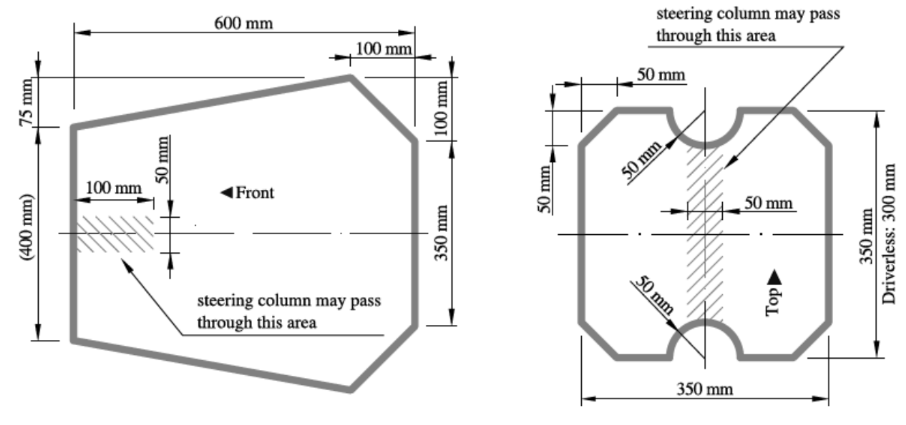 600 mm
100 mm
75 mm
100 mm
50 mm
100 mm
◄Front
(400 mm)
350 mm
steering column may pass
through this area
steering column may pass
through this area
50 mm
50 mm
50 mm
50 mm
350 mm
Driverless: 300 mm
50 mm
Top►
350 mm